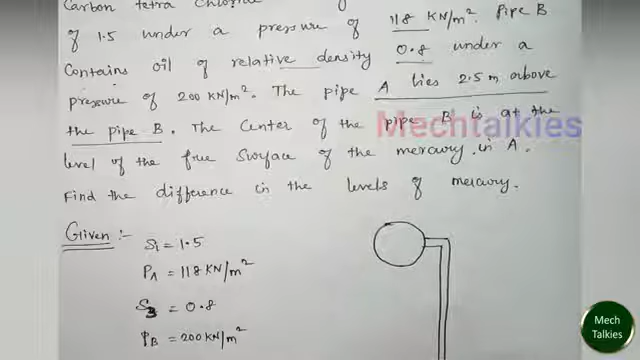 Carbon tetra Chloride of
of 1.5 under a pressure of 118 KN/m². Pipe B
Contains oil of relative density 0.8 under a
pressure of 200 KN/m². The pipe A lies 2.5 m above
the pipe B. The Center of the pipe B is at the
level of the free Surface of the mercury in A.
Find the difference in the levels of mercury.
Mechtalkies
Given :-
S₁ = 1.5
PA = 118 KN/m²
S3 = 0.8
PB = 200 KN/m²
Mech
Talkies